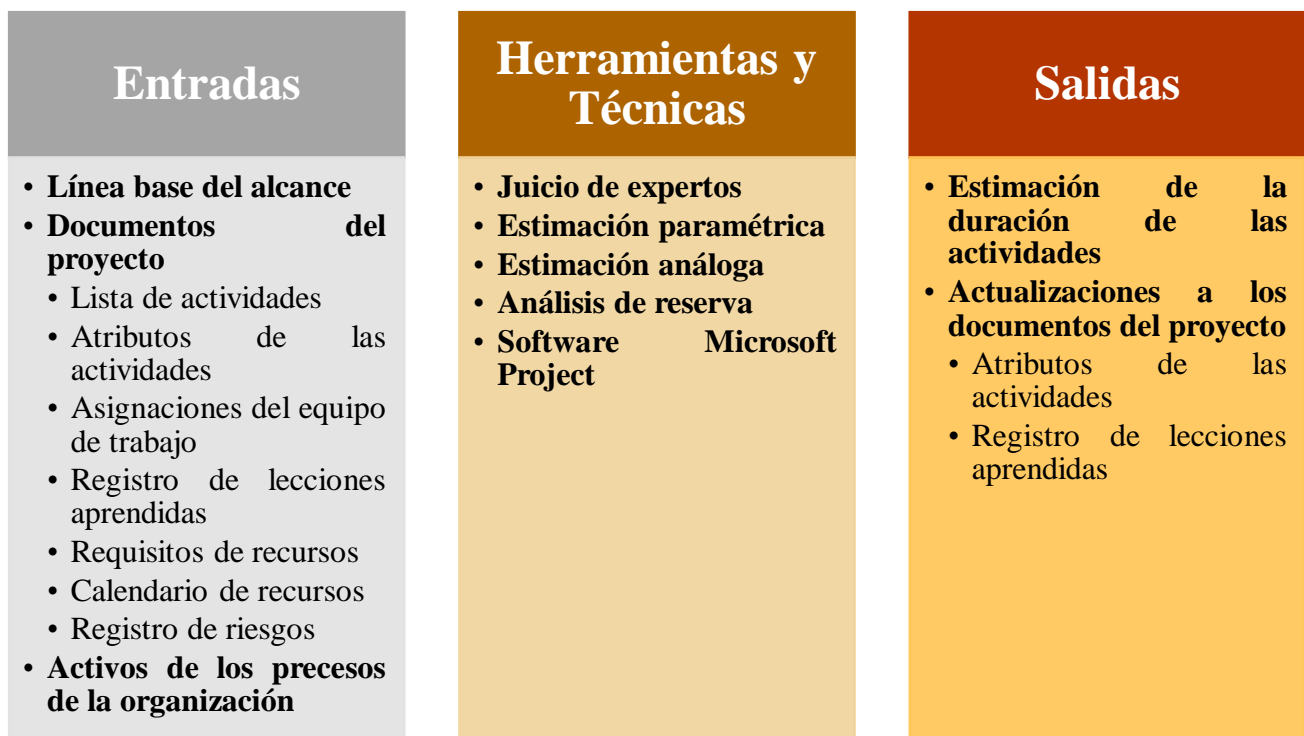 Entradas
• Línea base del alcance
• Documentos del
proyecto
• Lista de actividades
• Atributos de las
actividades
• Asignaciones del equipo
de trabajo
• Registro de lecciones
aprendidas
• Requisitos de recursos
• Calendario de recursos
• Registro de riesgos
• Activos de los precesos
de la organización
Herramientas y
Técnicas
• Juicio de expertos
• Estimación paramétrica
• Estimación análoga
• Análisis de reserva
• Software Microsoft
Project
Salidas
• Estimación de la
duración de las
actividades
• Actualizaciones a los
documentos del proyecto
• Atributos de las
actividades
• Registro de lecciones
aprendidas